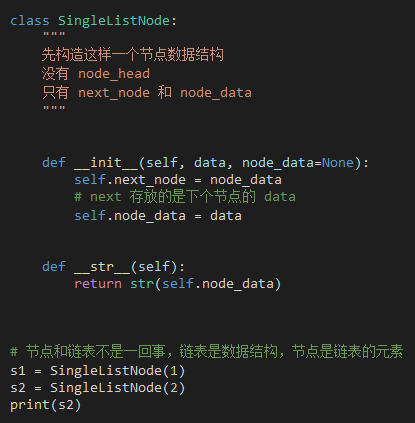 class SingleListNode:
    """
    先构造这样一个节点数据结构
    没有 node_head
    只有 next_node 和 node_data
    """
    def __init__(self, data, node_data=None):
        self.next_node = node_data
        # next 存放的是下个节点的 data
        self.node_data = data
    def __str__(self):
        return str(self.node_data)
# 节点和链表不是一回事，链表是数据结构，节点是链表的元素
s1 = SingleListNode(1)
s2 = SingleListNode(2)
print(s2)